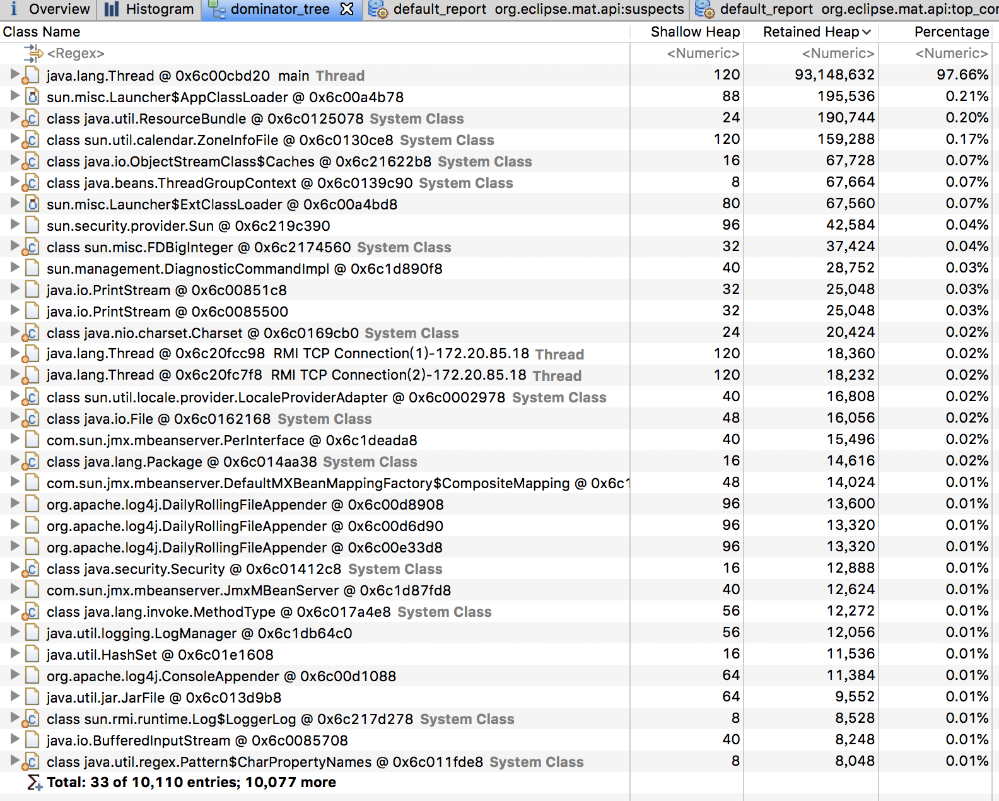 Overview Histogram dominator_tree default_report org.eclipse.mat.api:suspects default_report org.eclipse.mat.api:top_co
Class Name Shallow Heap Retained Heap Percentage
<Regex> <Numeric> <Numeric> <Numeric>
java.lang.Thread @ 0x6c00cbd20 main Thread 120 93,148,632 97.66%
sun.misc.Launcher$AppClassLoader @ 0x6c00a4b78 88 195,536 0.21%
class java.util.ResourceBundle @ 0x6c0125078 System Class 24 190,744 0.20%
class sun.util.calendar.ZoneInfoFile @ 0x6c0130ce8 System Class 120 159,288 0.17%
class java.io.ObjectStreamClass$Caches @ 0x6c21622b8 System Class 16 67,728 0.07%
class java.beans.ThreadGroupContext @ 0x6c0139c90 System Class 8 67,664 0.07%
sun.misc.Launcher$ExtClassLoader @ 0x6c00a4bd8 80 67,560 0.07%
sun.security.provider.Sun @ 0x6c219c390 96 42,584 0.04%
class sun.misc.FDBigInteger @ 0x6c2174560 System Class 32 37,424 0.04%
sun.management.DiagnosticCommandImpl @ 0x6c1d890f8 40 28,752 0.03%
java.io.PrintStream @ 0x6c00851c8 32 25,048 0.03%
java.io.PrintStream @ 0x6c0085500 32 25,048 0.03%
class java.nio.charset.Charset @ 0x6c0169cb0 System Class 24 20,424 0.02%
java.lang.Thread @ 0x6c20fcc98 RMI TCP Connection(1)-172.20.85.18 Thread 120 18,360 0.02%
java.lang.Thread @ 0x6c20fc7f8 RMI TCP Connection(2)-172.20.85.18 Thread 120 18,232 0.02%
class sun.util.locale.provider.LocaleProviderAdapter @ 0x6c0002978 System Class 40 16,808 0.02%
class java.io.File @ 0x6c0162168 System Class 48 16,056 0.02%
com.sun.jmx.mbeanserver.PerInterface @ 0x6c1deada8 40 15,496 0.02%
class java.lang.Package @ 0x6c014aa38 System Class 16 14,616 0.02%
com.sun.jmx.mbeanserver.DefaultMXBeanMappingFactory$CompositeMapping @ 0x6c1 48 14,024 0.01%
org.apache.log4j.DailyRollingFileAppender @ 0x6c00d8908 96 13,600 0.01%
org.apache.log4j.DailyRollingFileAppender @ 0x6c00d6d90 96 13,320 0.01%
org.apache.log4j.DailyRollingFileAppender @ 0x6c00e33d8 96 13,320 0.01%
class java.security.Security @ 0x6c01412c8 System Class 16 12,888 0.01%
com.sun.jmx.mbeanserver.JmxMBeanServer @ 0x6c1d87fd8 40 12,624 0.01%
class java.lang.invoke.MethodType @ 0x6c017a4e8 System Class 56 12,272 0.01%
java.util.logging.LogManager @ 0x6c1db64c0 56 12,056 0.01%
java.util.HashSet @ 0x6c01e1608 16 11,536 0.01%
org.apache.log4j.ConsoleAppender @ 0x6c00d1088 64 11,384 0.01%
java.util.jar.JarFile @ 0x6c013d9b8 64 9,552 0.01%
class sun.rmi.runtime.Log$LoggerLog @ 0x6c217d278 System Class 8 8,528 0.01%
java.io.BufferedInputStream @ 0x6c0085708 40 8,248 0.01%
class java.util.regex.Pattern$CharPropertyNames @ 0x6c011fde8 System Class 8 8,048 0.01%
Total: 33 of 10,110 entries; 10,077 more